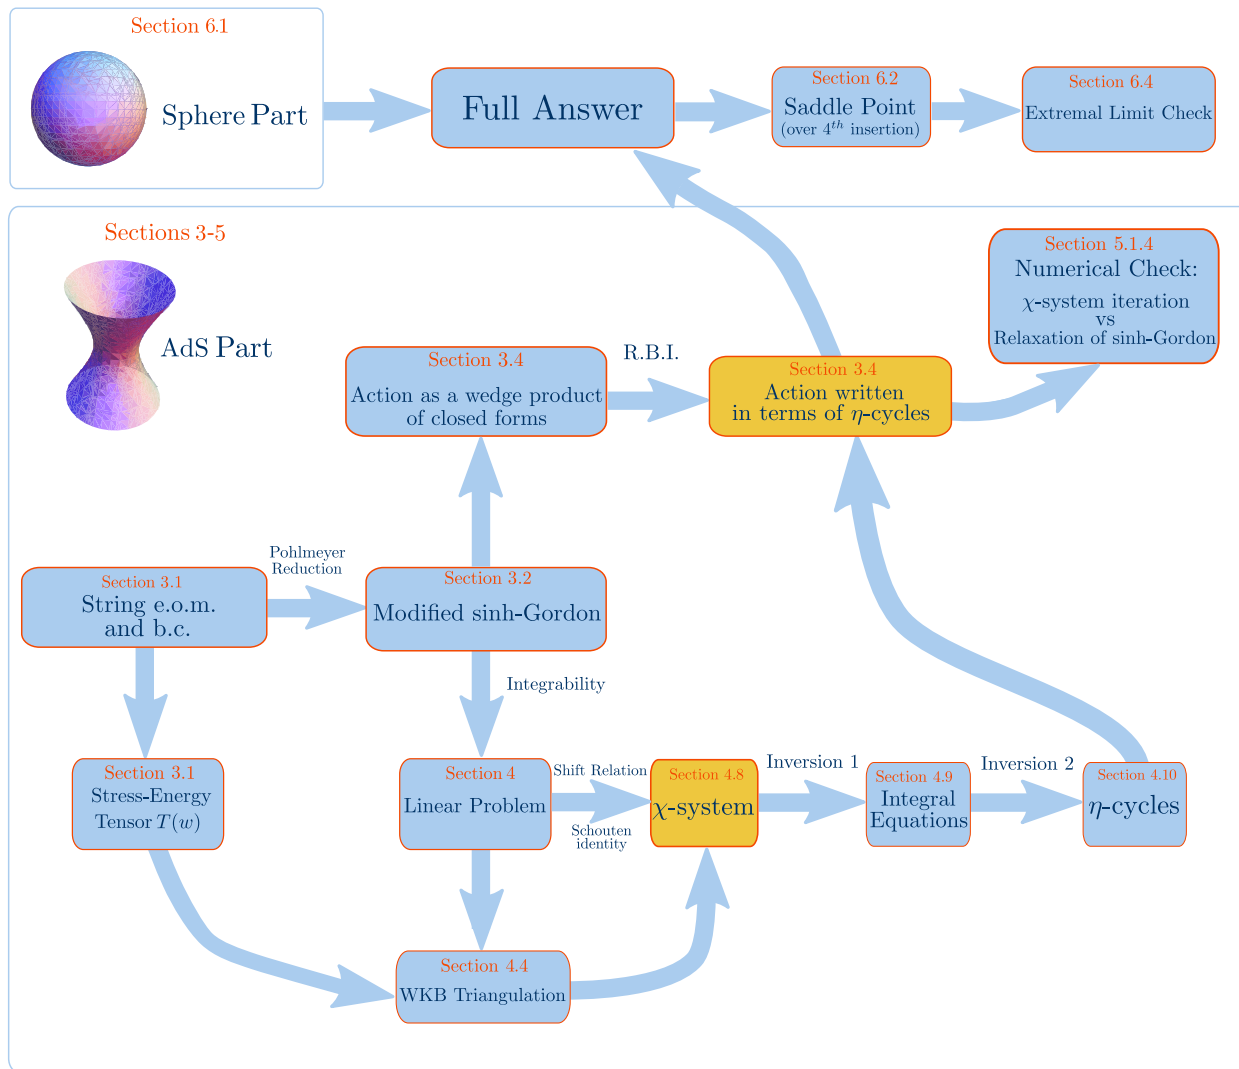 Section 6.1
Sphere Part
Full Answer
Section 6.2
Saddle Point
(over 4th insertion)
Section 6.4
Extremal Limit Check
Sections 3-5
AdS Part
Section 5.1.4
Numerical Check:
χ-system iteration
vs
Relaxation of sinh-Gordon
Section 3.4
Action as a wedge product
of closed forms
R.B.I.
Section 3.4
Action written
in terms of η-cycles
Section 3.1
String e.o.m.
and b.c.
Pohlmeyer
Reduction
Section 3.2
Modified sinh-Gordon
Integrability
Section 3.1
Stress-Energy
Tensor T(w)
Section 4
Linear Problem
Shift Relation
Schouten
identity
Section 4.8
χ-system
Inversion 1
Section 4.9
Integral
Equations
Inversion 2
Section 4.10
η-cycles
Section 4.4
WKB Triangulation